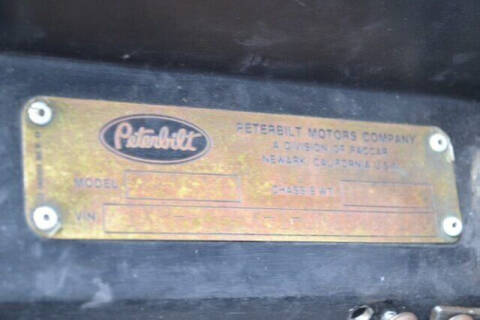 Peterbilt
PETERBILT MOTORS COMPANY
A DIVISION OF PACCAR
NEWARK, CALIFORNIA U.S.A.
MODEL
CHASSIS WT.
VIN